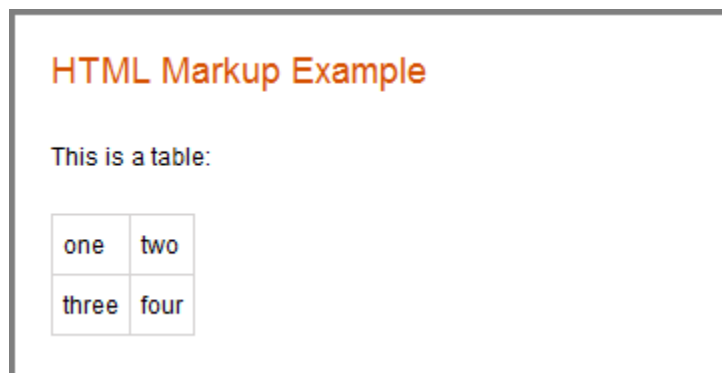 HTML Markup Example
This is a table:
one two
three four